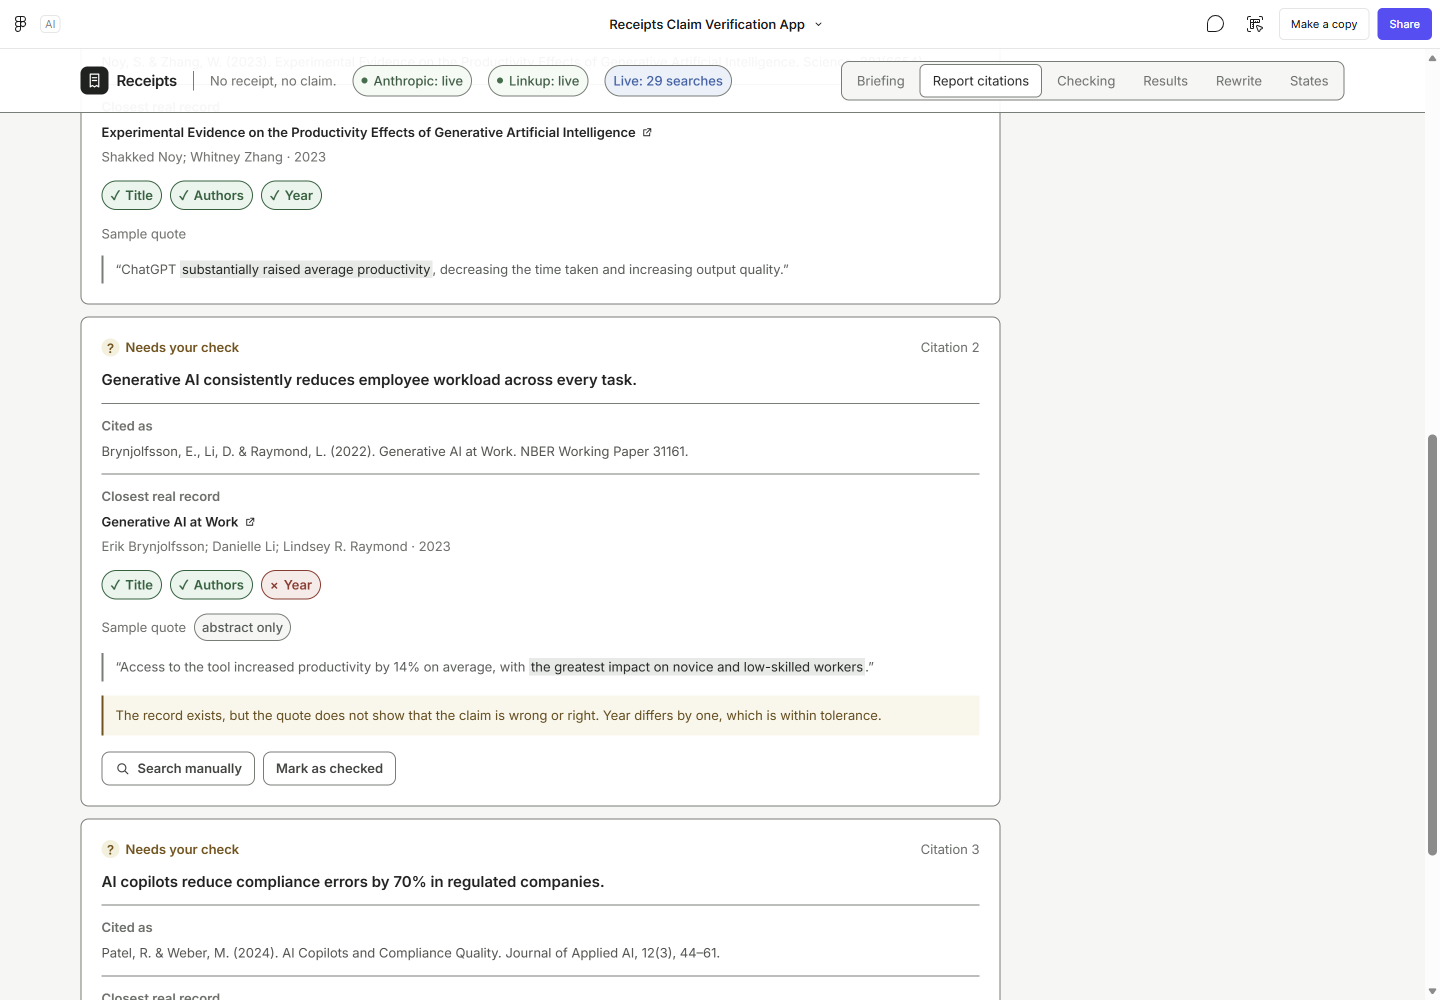 AI
Receipts Claim Verification App
Make a copy
Share
Receipts
No receipt, no claim.
Anthropic: live
Linkup: live
Live: 29 searches
Briefing
Report citations
Checking
Results
Rewrite
States
Closest real record
Experimental Evidence on the Productivity Effects of Generative Artificial Intelligence
Shakked Noy; Whitney Zhang · 2023
✓ Title
✓ Authors
✓ Year
Sample quote
“ChatGPT substantially raised average productivity, decreasing the time taken and increasing output quality.”
? Needs your check
Citation 2
Generative AI consistently reduces employee workload across every task.
Cited as
Brynjolfsson, E., Li, D. & Raymond, L. (2022). Generative AI at Work. NBER Working Paper 31161.
Closest real record
Generative AI at Work
Erik Brynjolfsson; Danielle Li; Lindsey R. Raymond · 2023
✓ Title
✓ Authors
× Year
Sample quote
abstract only
“Access to the tool increased productivity by 14% on average, with the greatest impact on novice and low-skilled workers.”
The record exists, but the quote does not show that the claim is wrong or right. Year differs by one, which is within tolerance.
Search manually
Mark as checked
? Needs your check
Citation 3
AI copilots reduce compliance errors by 70% in regulated companies.
Cited as
Patel, R. & Weber, M. (2024). AI Copilots and Compliance Quality. Journal of Applied AI, 12(3), 44–61.
Closest real record